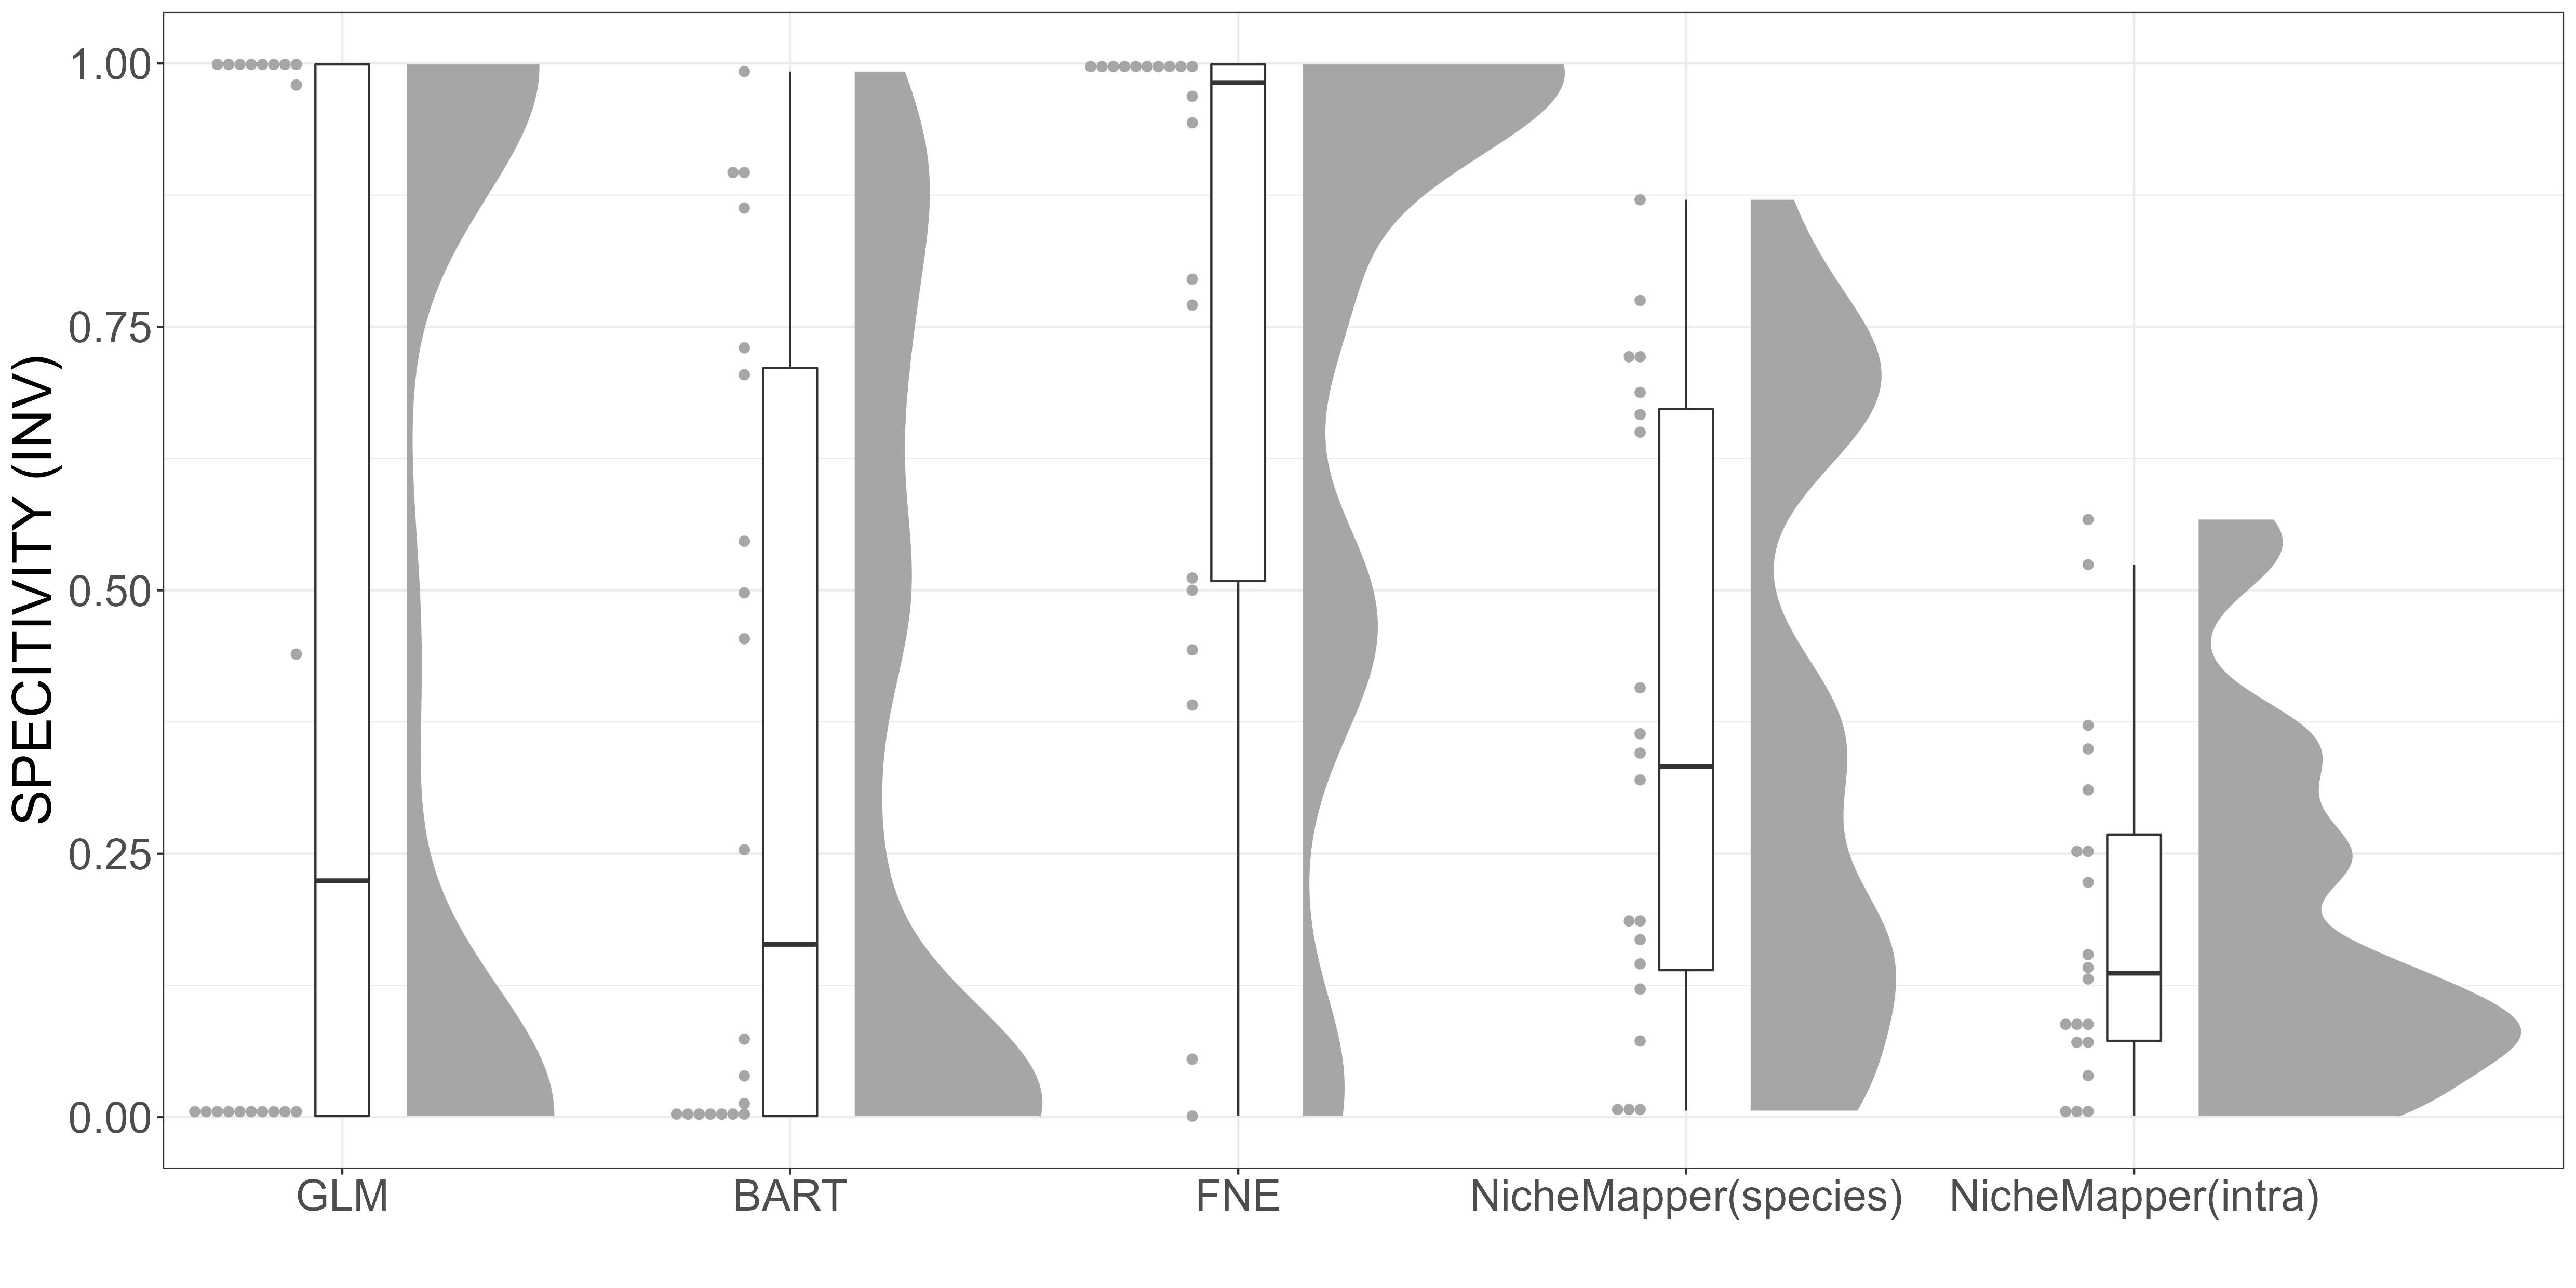 SPECITIVITY (INV)
1.00
0.75
0.50
0.25
0.00
GLM
BART
FNE
NicheMapper(species)
NicheMapper(intra)